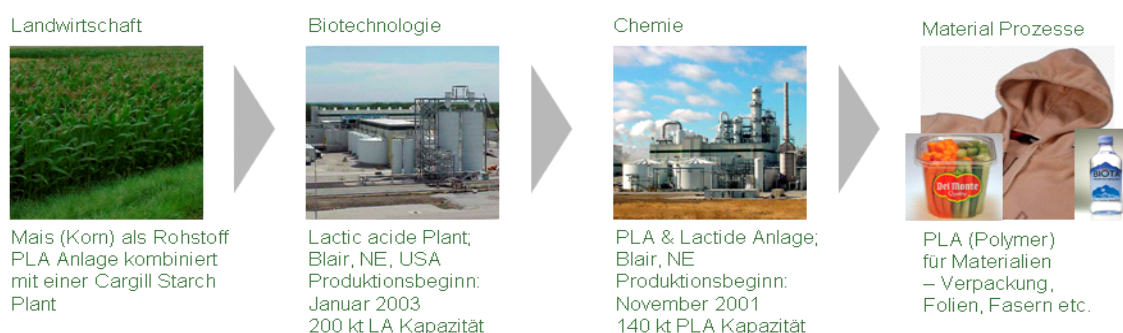 Landwirtschaft
Biotechnologie
Chemie
Material Prozesse
Mais (Korn) als Rohstoff
PLA Anlage kombiniert
mit einer Cargill Starch
Plant
Lactic acide Plant;
Blair, NE, USA
Produktionsbeginn:
Januar 2003
200 kt LA Kapazität
PLA & Lactide Anlage;
Blair, NE
Produktionsbeginn:
November 2001
140 kt PLA Kapazität
Del Monte
Quality
BIOTA
PLA (Polymer)
für Materialien
– Verpackung,
Folien, Fasern etc.